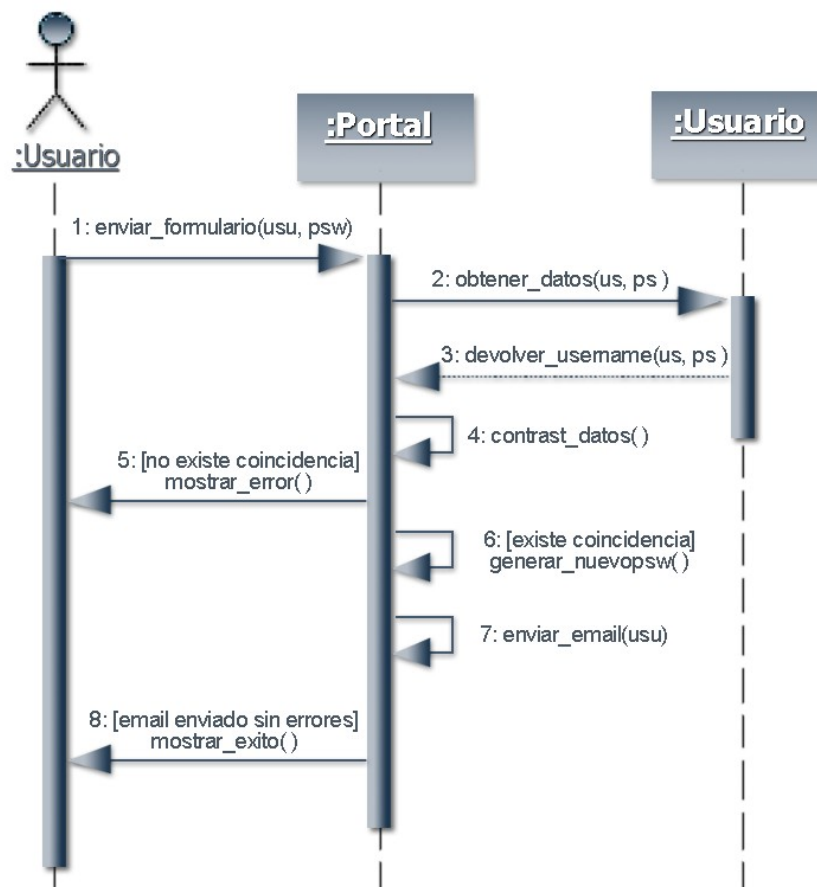 :Usuario
:Portal
:Usuario
1: enviar_formulario(usu, psw)
2: obtener_datos(us, ps )
3: devolver_username(us, ps )
4: contrast_datos( )
5: [no existe coincidencia]
mostrar_error( )
6: [existe coincidencia]
generar_nuevopsw( )
7: enviar_email(usu)
8: [email enviado sin errores]
mostrar_exito( )